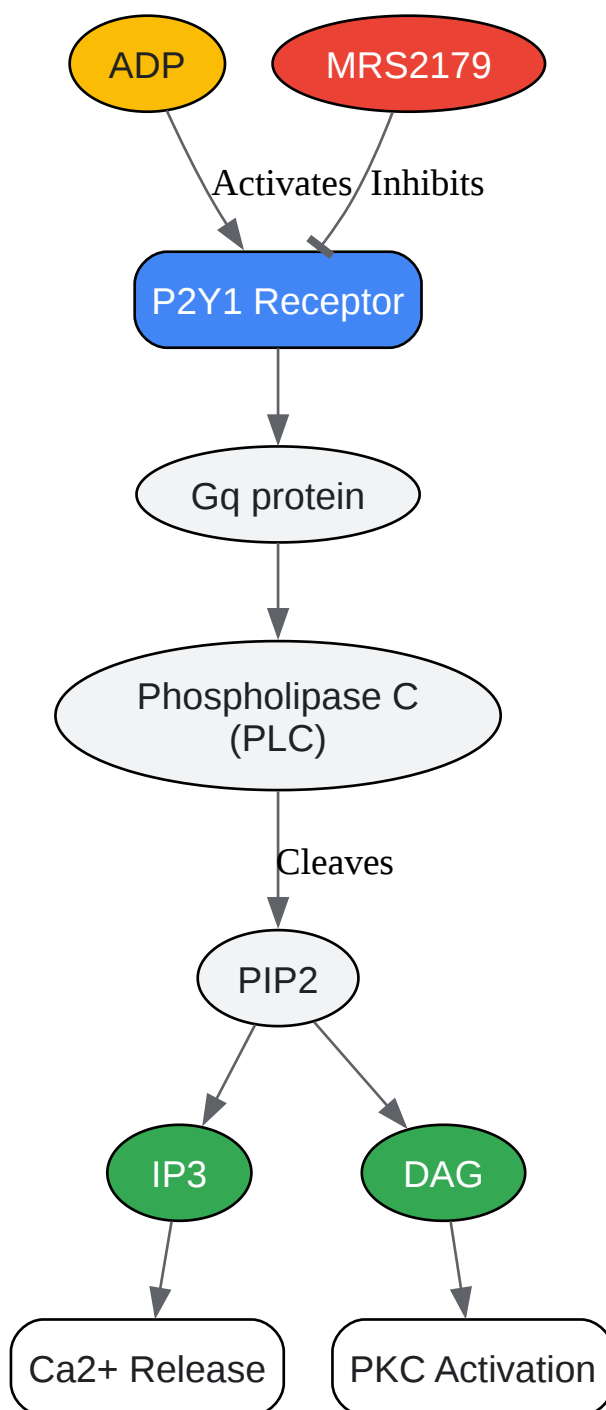 ADP
MRS2179
Activates
Inhibits
P2Y1 Receptor
Gq protein
Phospholipase C
(PLC)
Cleaves
PIP2
IP3
DAG
Ca2+ Release
PKC Activation